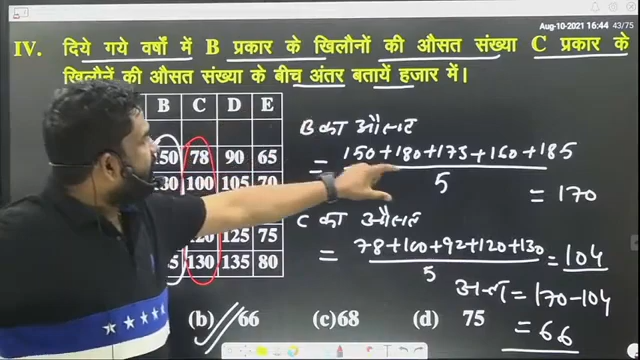 Aug-10-2021 16:44 43/75
IV. दिये गये वर्षों में B प्रकार के खिलौनों की औसत संख्या C प्रकार के
खिलौनें की औसत संख्या के बीच अंतर बतायें हजार में।
B C D E
150 78 90 65
100 105 70
120 125 75
130 135 80
B का औसत
= 150+180+175+160+185
5
= 170
C का औसत
= 78+100+92+120+130
5
= 104
अन्तर = 170-104
= 66
(b) 66 (c) 68 (d) 75